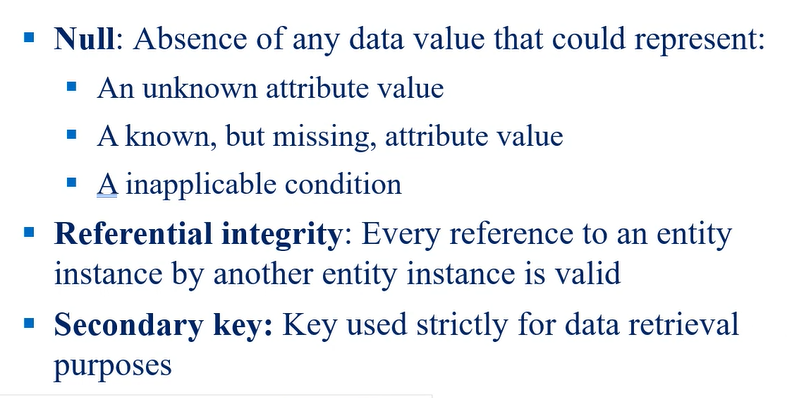 ▪ Null: Absence of any data value that could represent:
▪ An unknown attribute value
▪ A known, but missing, attribute value
▪ A inapplicable condition
▪ Referential integrity: Every reference to an entity
instance by another entity instance is valid
▪ Secondary key: Key used strictly for data retrieval
purposes